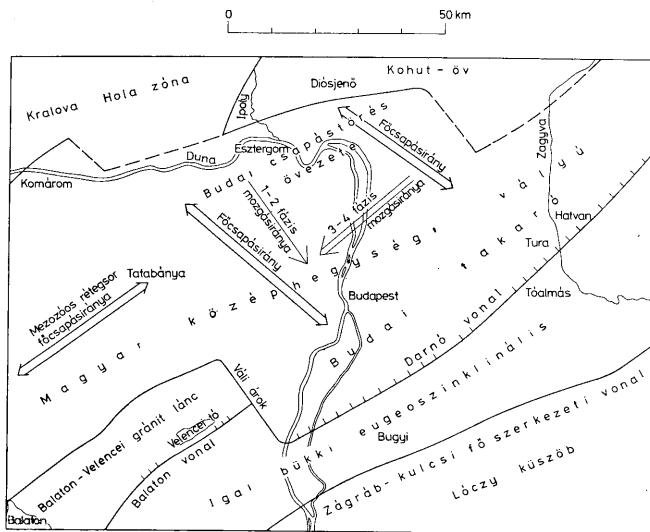 0 50 km
Kohut-öv
Kralova Hola zóna
Diósjenő
Ipoly
Zagyva
Esztergom
Duna
Komárom
Budai csapástörés
övezete
Főcsapásirány
1-2 fázis
mozgásiránya
3-4 fázis
mozgásiránya
Főcsapásirány
Hatvan
Tura
Tóalmás
Tatabánya
Mezozóos rétegsor
főcsapásiránya
Budapest
Magyar középhegységi vályú
Budai takaró
Darnó vonal
Váli árok
Balaton-Velencei gránit lánc
Velencei-tó
Balaton vonal
Bugyi
Igal bükki eugeoszinklinális
Zágráb-kulcsi fő szerkezeti vonal
Lóczy küszöb
Balaton